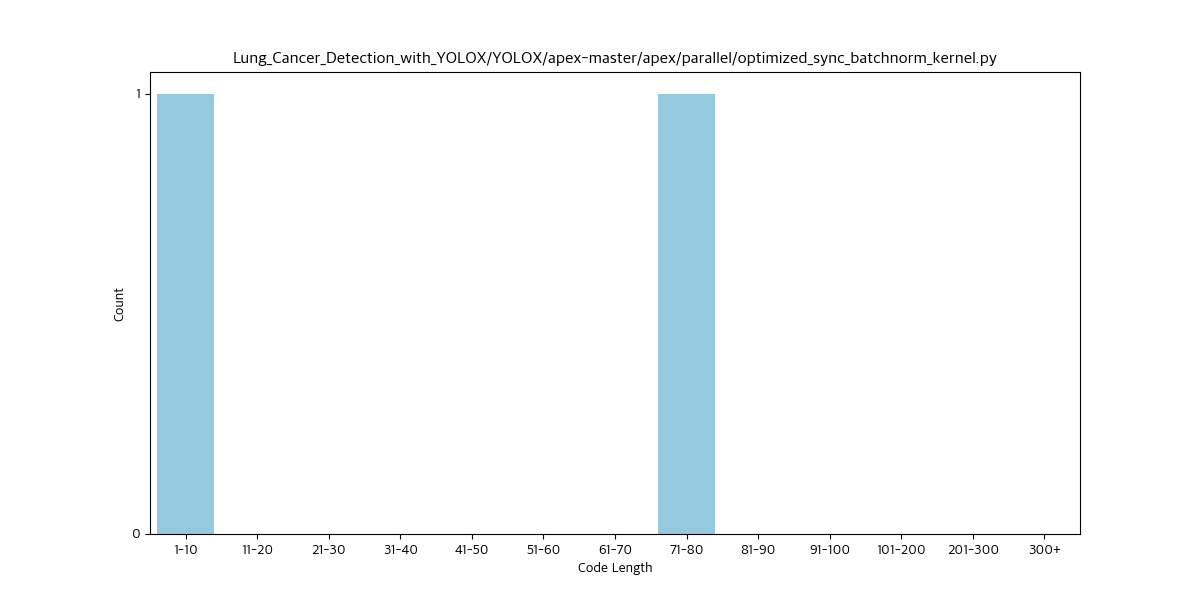 Lung_Cancer_Detection_with_YOLOX/YOLOX/apex-master/apex/parallel/optimized_sync_batchnorm_kernel.py
1
Count
0
1-10 11-20 21-30 31-40 41-50 51-60 61-70 71-80 81-90 91-100 101-200 201-300 300+
Code Length